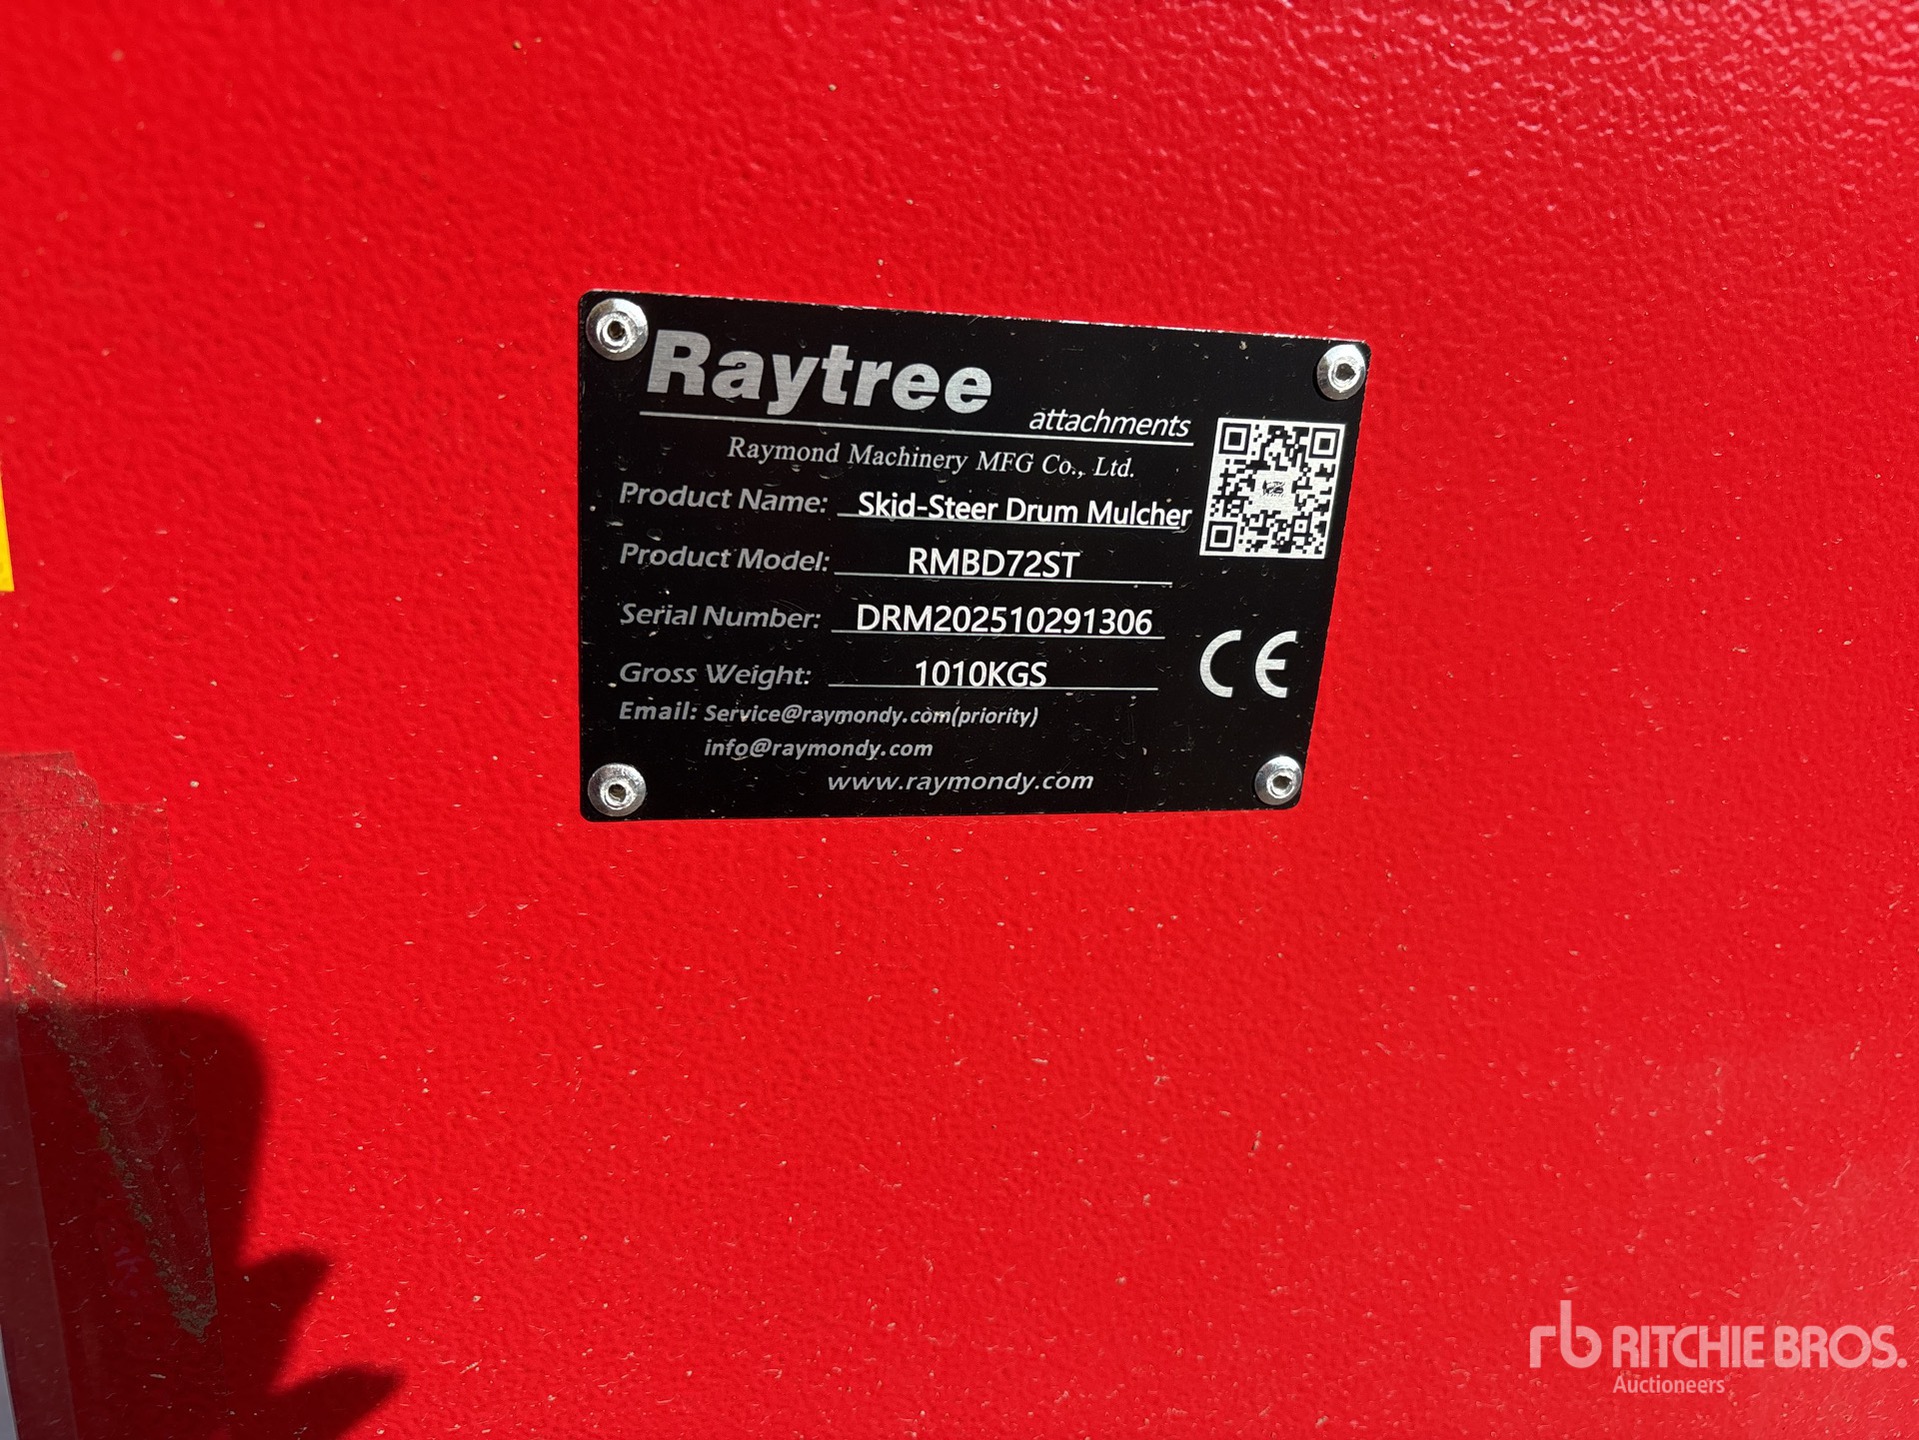 Raytree
attachments
Raymond Machinery MFG Co., Ltd.
Product Name: Skid-Steer Drum Mulcher
Product Model: RMBD72ST
Serial Number: DRM202510291306
Gross Weight: 1010KGS
CE
Email: Service@raymondy.com(priority)
info@raymondy.com
www.raymondy.com
rb RITCHIE BROS.
Auctioneers